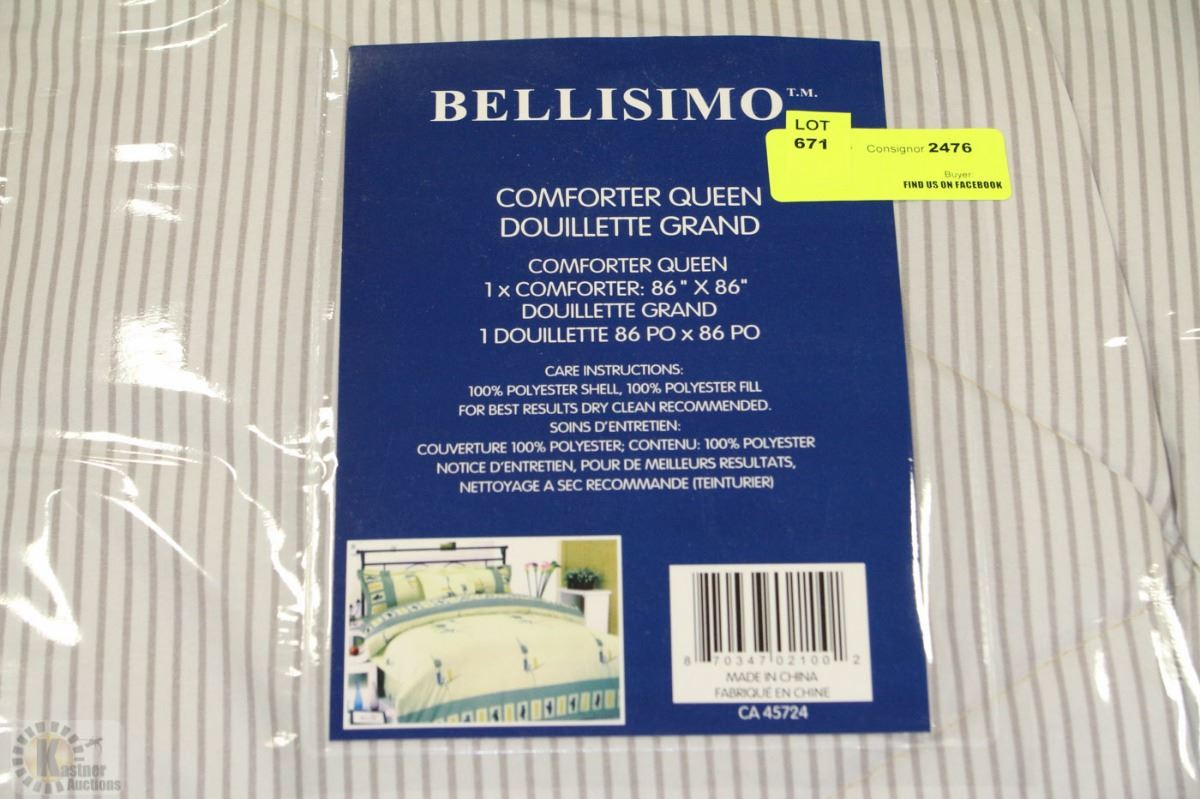 BELLISIMO T.M.
LOT
671
Consignor 2476
Buyer:
FIND US ON FACEBOOK
COMFORTER QUEEN
DOUILLETTE GRAND
COMFORTER QUEEN
1 x COMFORTER: 86" X 86"
DOUILLETTE GRAND
1 DOUILLETTE 86 PO x 86 PO
CARE INSTRUCTIONS:
100% POLYESTER SHELL, 100% POLYESTER FILL
FOR BEST RESULTS DRY CLEAN RECOMMENDED.
SOINS D'ENTRETIEN:
COUVERTURE 100% POLYESTER; CONTENU: 100% POLYESTER
NOTICE D'ENTRETIEN, POUR DE MEILLEURS RESULTATS,
NETTOYAGE A SEC RECOMMANDE (TEINTURIER)
8 70347 02100 2
MADE IN CHINA
FABRIQUÉ EN CHINE
CA 45724
Kastner
Auctions